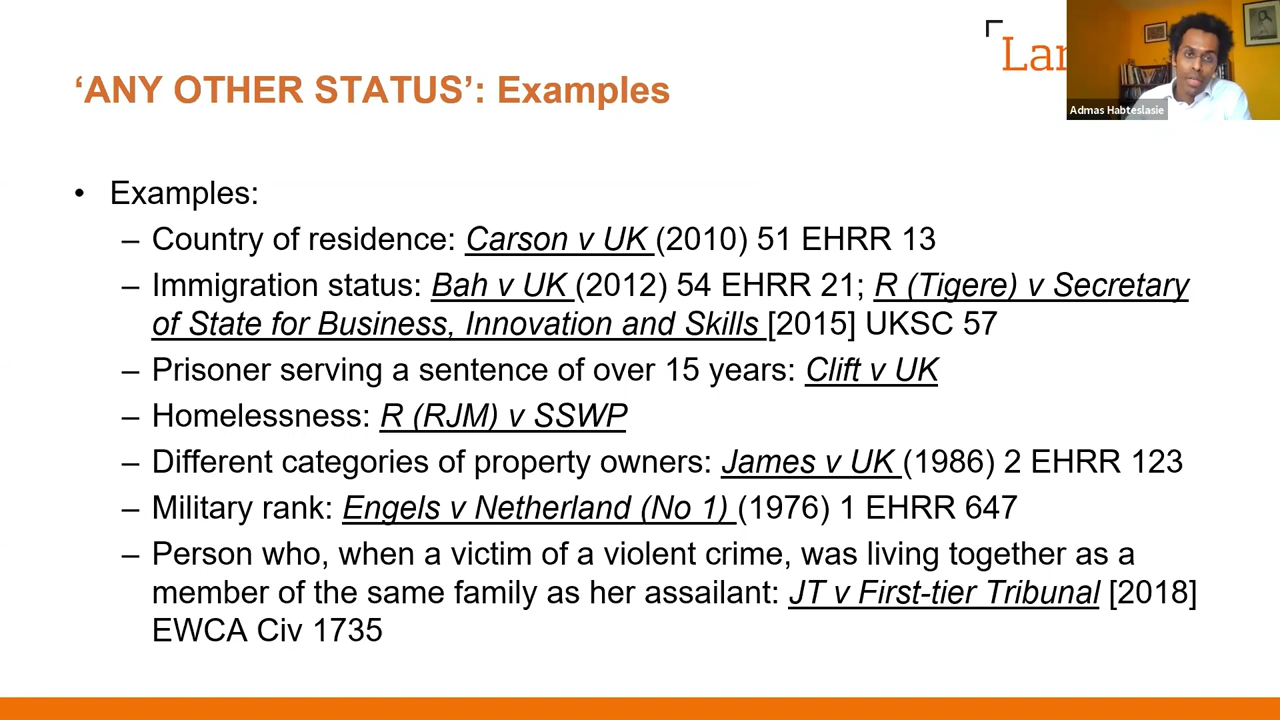 ‘ANY OTHER STATUS’: Examples
Lan
Admas Habteslasie
• Examples:
– Country of residence: Carson v UK (2010) 51 EHRR 13
– Immigration status: Bah v UK (2012) 54 EHRR 21; R (Tigere) v Secretary
of State for Business, Innovation and Skills [2015] UKSC 57
– Prisoner serving a sentence of over 15 years: Clift v UK
– Homelessness: R (RJM) v SSWP
– Different categories of property owners: James v UK (1986) 2 EHRR 123
– Military rank: Engels v Netherland (No 1) (1976) 1 EHRR 647
– Person who, when a victim of a violent crime, was living together as a
member of the same family as her assailant: JT v First-tier Tribunal [2018]
EWCA Civ 1735